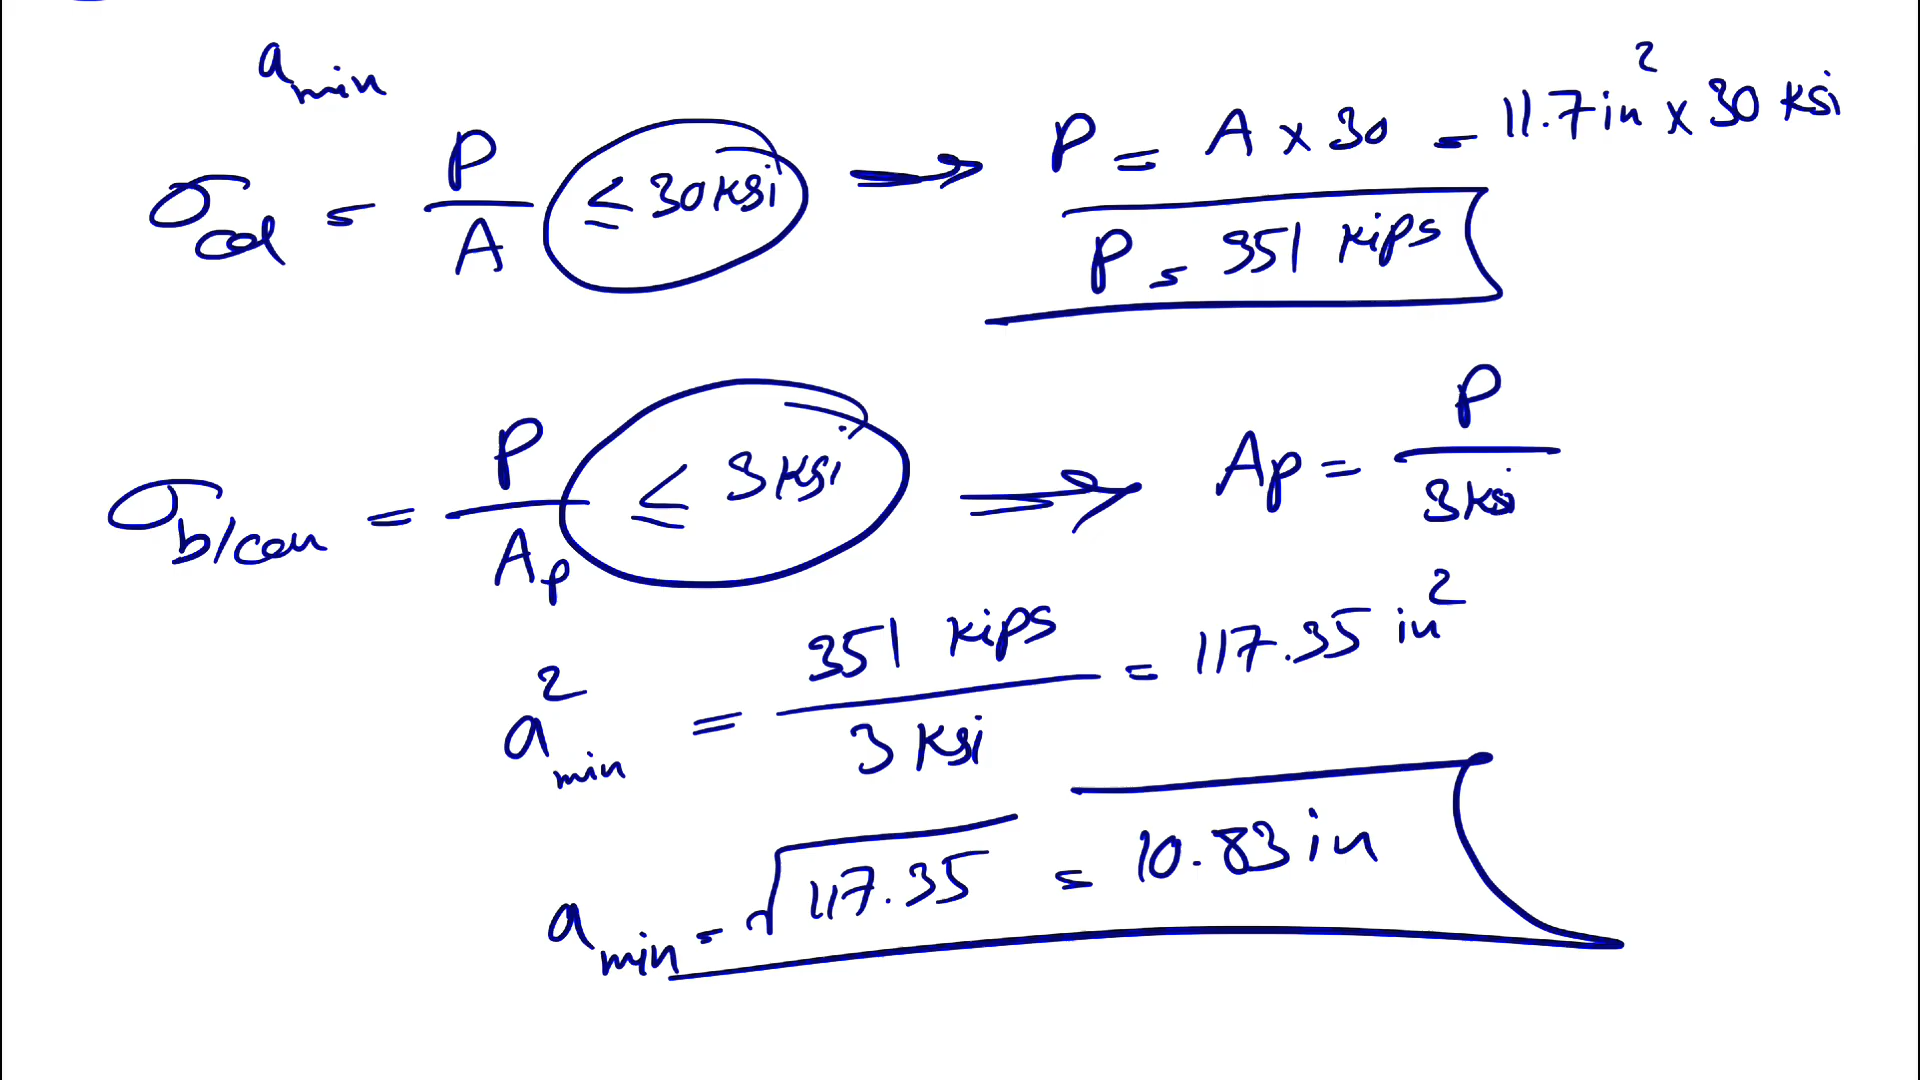 a_min
σ_col = P/A ≤ 30 ksi ⇒ P = A × 30 = 11.7 in² × 30 ksi
P = 351 kips
σ_b/con = P/A_p ≤ 3 ksi ⇒ A_p = P/3 ksi
a²_min = 351 kips/3 ksi = 117.35 in²
a_min = √117.35 = 10.83 in